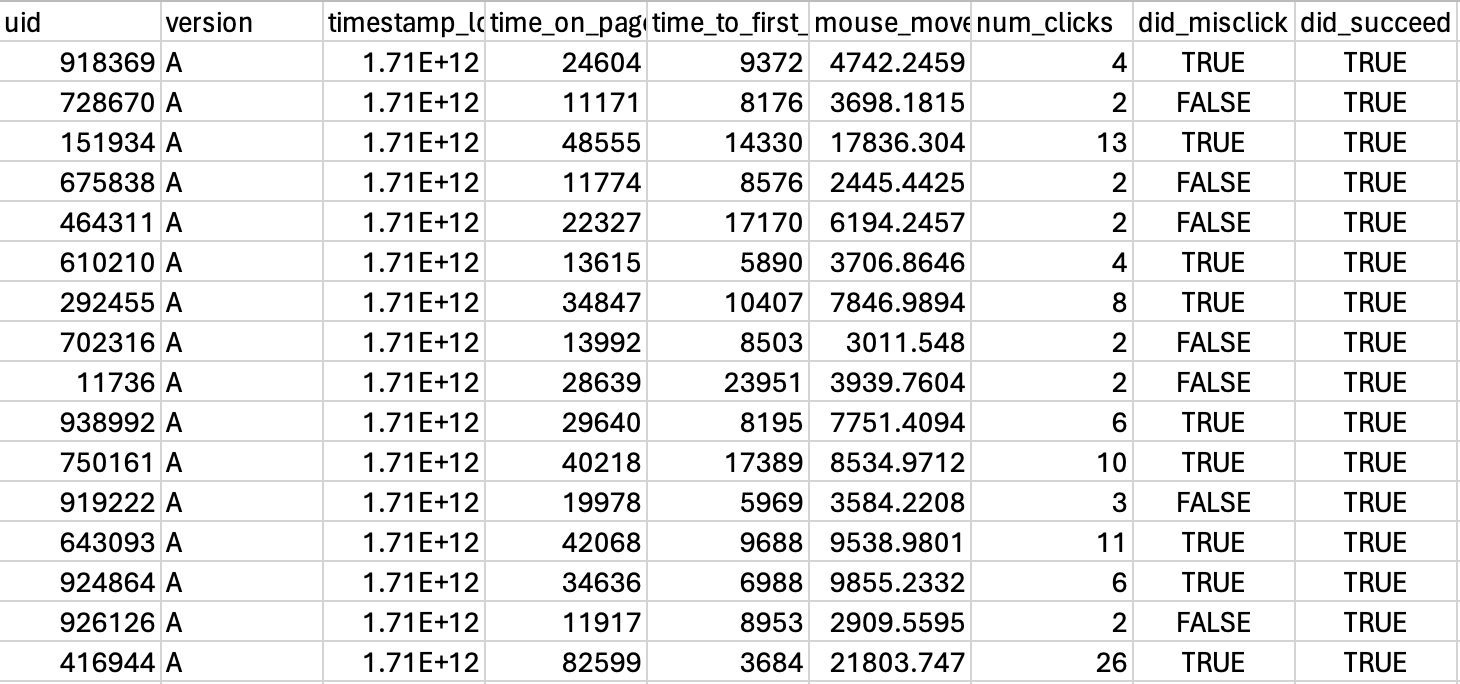 uid version timestamp_lo time_on_pag time_to_first_ mouse_move num_clicks did_misclick did_succeed
918369 A 1.71E+12 24604 9372 4742.2459 4 TRUE TRUE
728670 A 1.71E+12 11171 8176 3698.1815 2 FALSE TRUE
151934 A 1.71E+12 48555 14330 17836.304 13 TRUE TRUE
675838 A 1.71E+12 11774 8576 2445.4425 2 FALSE TRUE
464311 A 1.71E+12 22327 17170 6194.2457 2 FALSE TRUE
610210 A 1.71E+12 13615 5890 3706.8646 4 TRUE TRUE
292455 A 1.71E+12 34847 10407 7846.9894 8 TRUE TRUE
702316 A 1.71E+12 13992 8503 3011.548 2 FALSE TRUE
11736 A 1.71E+12 28639 23951 3939.7604 2 FALSE TRUE
938992 A 1.71E+12 29640 8195 7751.4094 6 TRUE TRUE
750161 A 1.71E+12 40218 17389 8534.9712 10 TRUE TRUE
919222 A 1.71E+12 19978 5969 3584.2208 3 FALSE TRUE
643093 A 1.71E+12 42068 9688 9538.9801 11 TRUE TRUE
924864 A 1.71E+12 34636 6988 9855.2332 6 TRUE TRUE
926126 A 1.71E+12 11917 8953 2909.5595 2 FALSE TRUE
416944 A 1.71E+12 82599 3684 21803.747 26 TRUE TRUE